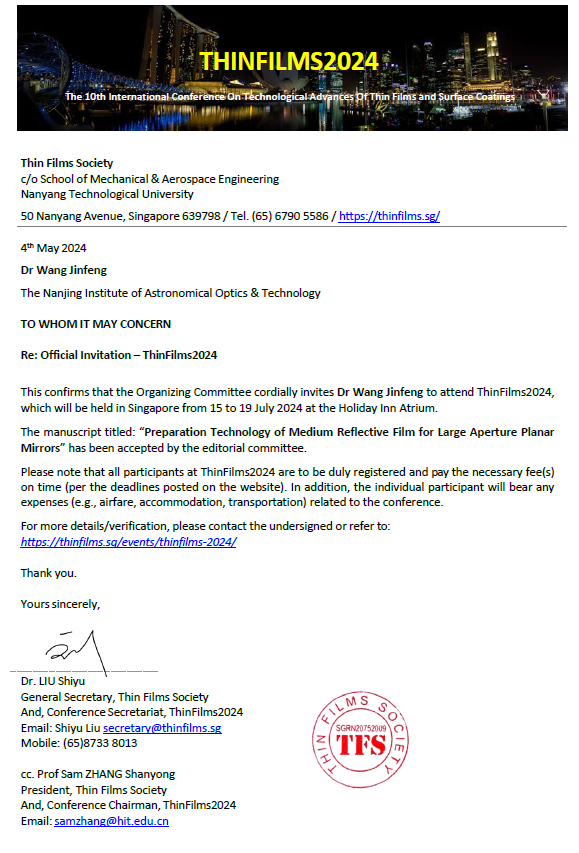 THINFILMS2024
The 10th International Conference On Technological Advances Of Thin Films and Surface Coatings
Thin Films Society
c/o School of Mechanical & Aerospace Engineering
Nanyang Technological University
50 Nanyang Avenue, Singapore 639798 / Tel. (65) 6790 5586 / https://thinfilms.sg/
4th May 2024
Dr Wang Jinfeng
The Nanjing Institute of Astronomical Optics & Technology
TO WHOM IT MAY CONCERN
Re: Official Invitation – ThinFilms2024
This confirms that the Organizing Committee cordially invites Dr Wang Jinfeng to attend ThinFilms2024,
which will be held in Singapore from 15 to 19 July 2024 at the Holiday Inn Atrium.
The manuscript titled: “Preparation Technology of Medium Reflective Film for Large Aperture Planar
Mirrors” has been accepted by the editorial committee.
Please note that all participants at ThinFilms2024 are to be duly registered and pay the necessary fee(s)
on time (per the deadlines posted on the website). In addition, the individual participant will bear any
expenses (e.g., airfare, accommodation, transportation) related to the conference.
For more details/verification, please contact the undersigned or refer to:
https://thinfilms.sg/events/thinfilms-2024/
Thank you.
Yours sincerely,
Dr. LIU Shiyu
General Secretary, Thin Films Society
And, Conference Secretariat, ThinFilms2024
Email: Shiyu Liu secretary@thinfilms.sg
Mobile: (65)8733 8013
THIN FILMS SOCIETY
SGRN20752009
TFS
cc. Prof Sam ZHANG Shanyong
President, Thin Films Society
And, Conference Chairman, ThinFilms2024
Email: samzhang@hit.edu.cn